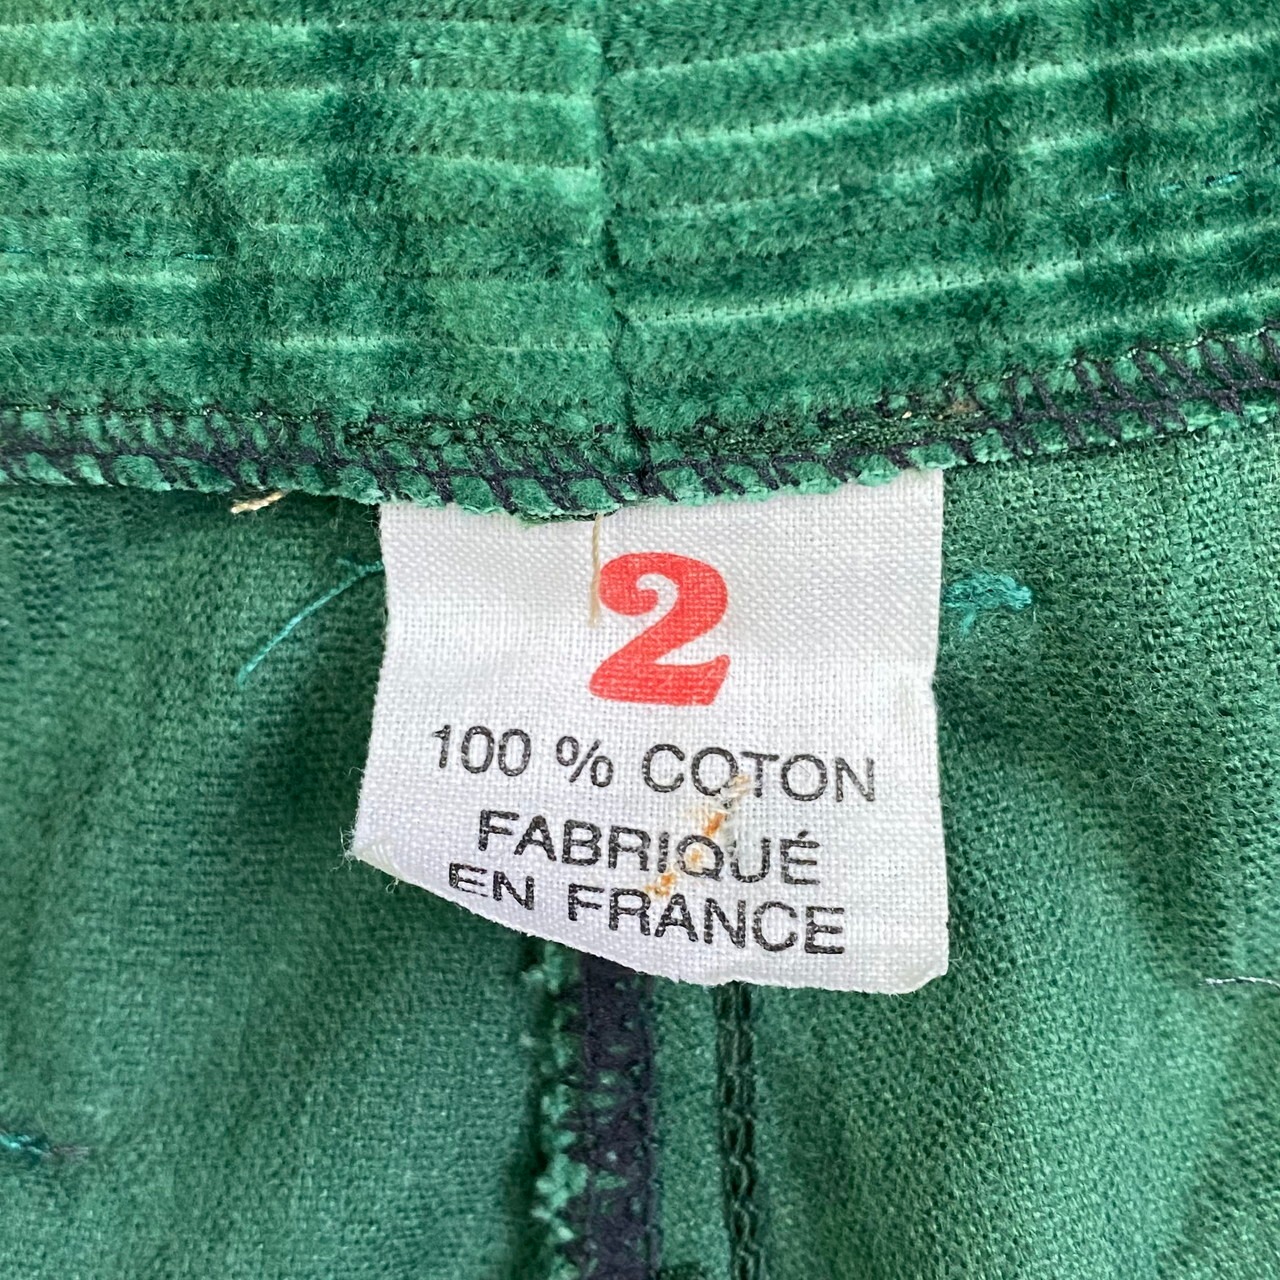 2
100 % COTON
FABRIQUÉ
EN FRANCE